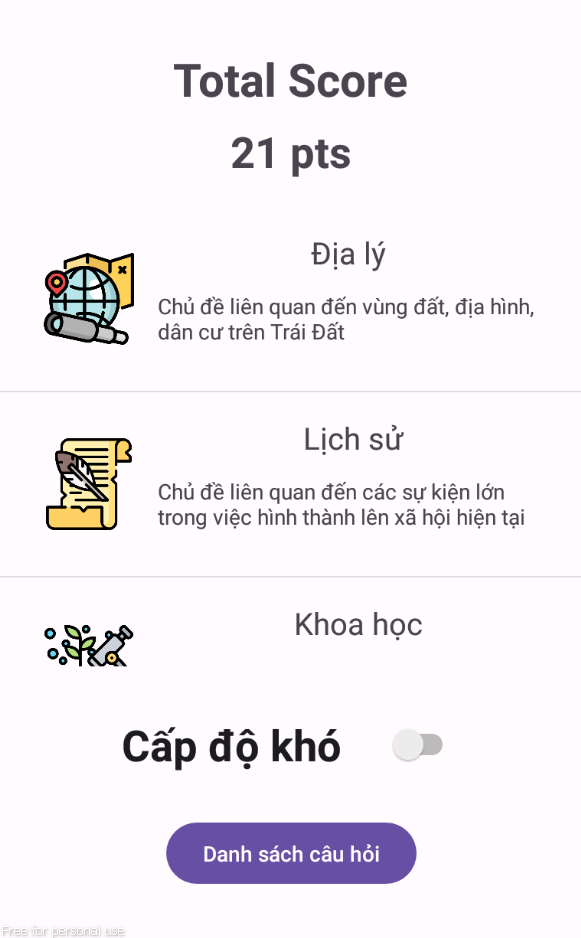 Total Score
21 pts
Địa lý
Chủ đề liên quan đến vùng đất, địa hình,
dân cư trên Trái Đất
Lịch sử
Chủ đề liên quan đến các sự kiện lớn
trong việc hình thành lên xã hội hiện tại
Khoa học
Cấp độ khó
Danh sách câu hỏi
Free for personal use